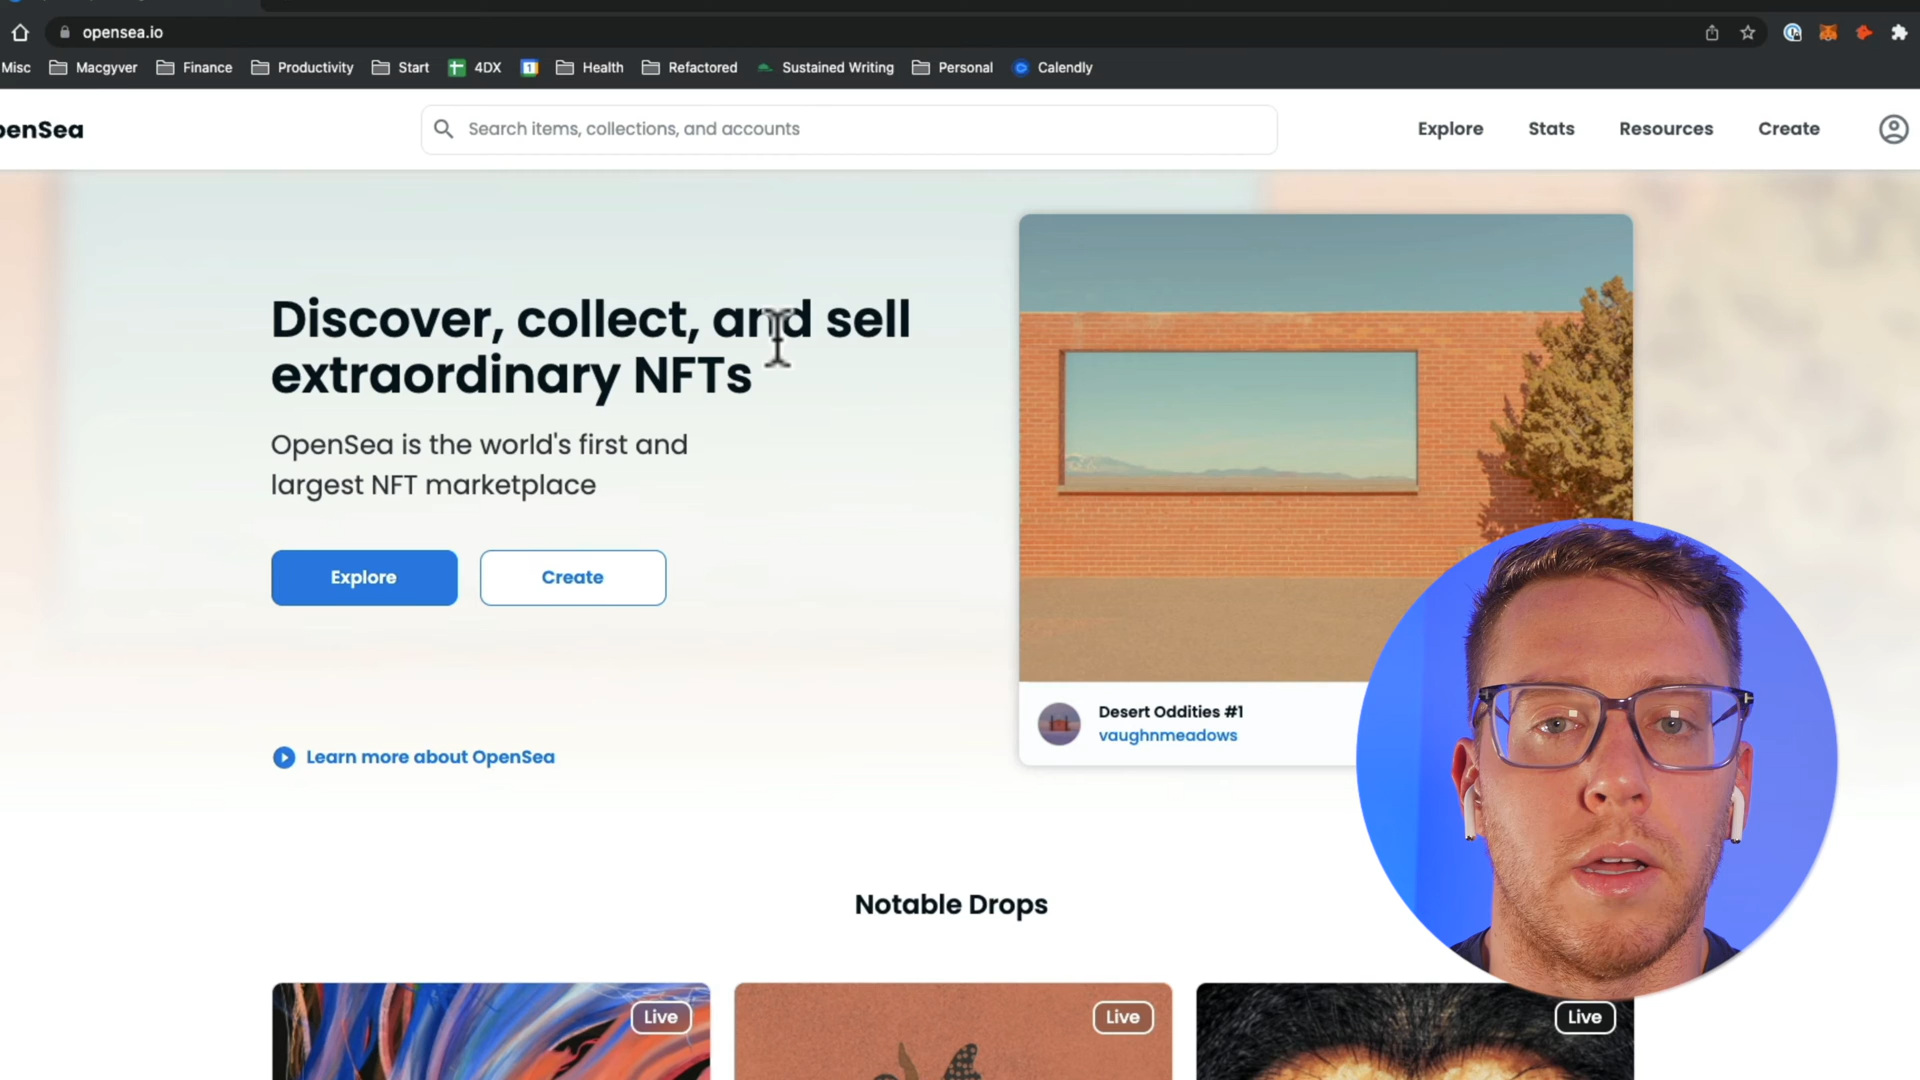 opensea.io
Misc Macgyver Finance Productivity Start 4DX 1 Health Refactored Sustained Writing Personal Calendly
penSea
Search items, collections, and accounts
Explore Stats Resources Create
Discover, collect, and sell
extraordinary NFTs
OpenSea is the world's first and
largest NFT marketplace
Explore Create
Desert Oddities #1
vaughnmeadows
Learn more about OpenSea
Notable Drops
Live Live Live